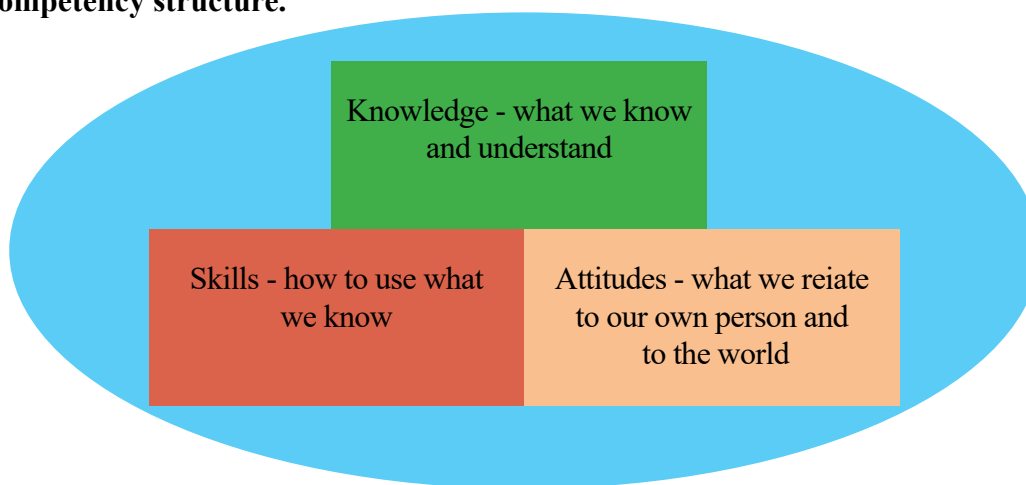 ompetency structure.
Knowledge - what we know
and understand
Skills - how to use what
we know
Attitudes - what we reiate
to our own person and
to the world